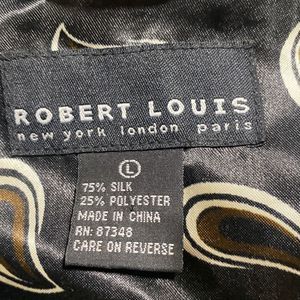 ROBERT LOUIS
new york london paris
L
75% SILK
25% POLYESTER
MADE IN CHINA
RN: 87348
CARE ON REVERSE